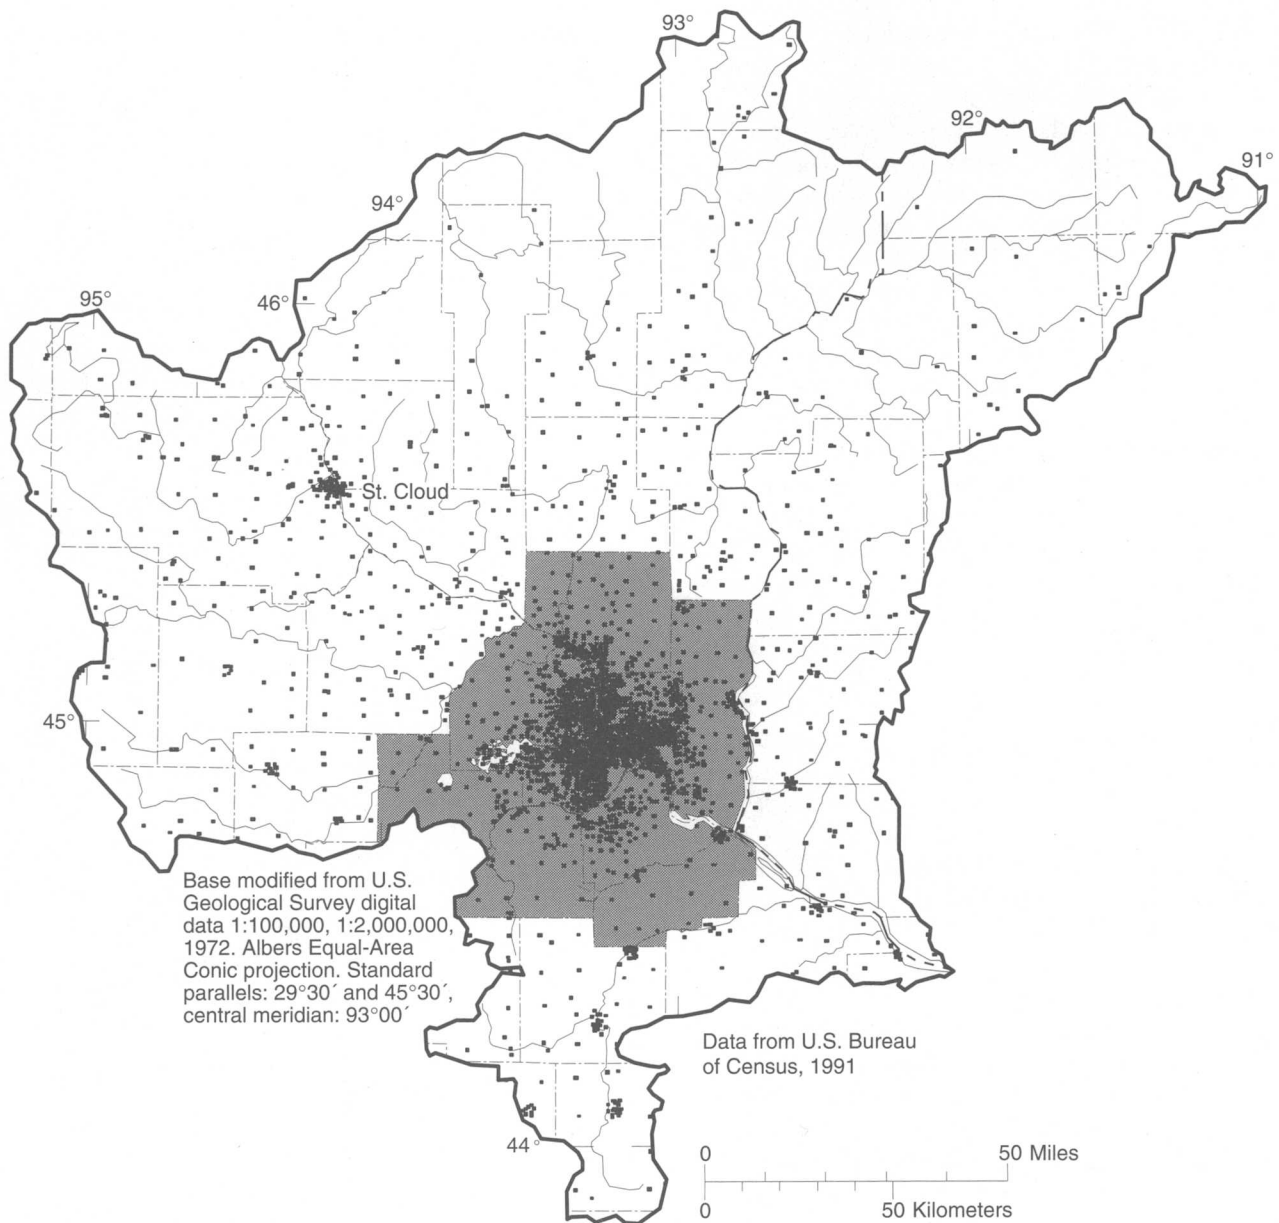 93°
92°
91°
94°
95°
46°
St. Cloud
45°
Base modified from U.S.
Geological Survey digital
data 1:100,000, 1:2,000,000,
1972. Albers Equal-Area
Conic projection. Standard
parallels: 29°30´ and 45°30´,
central meridian: 93°00´
Data from U.S. Bureau
of Census, 1991
44°
0 50 Miles
0 50 Kilometers